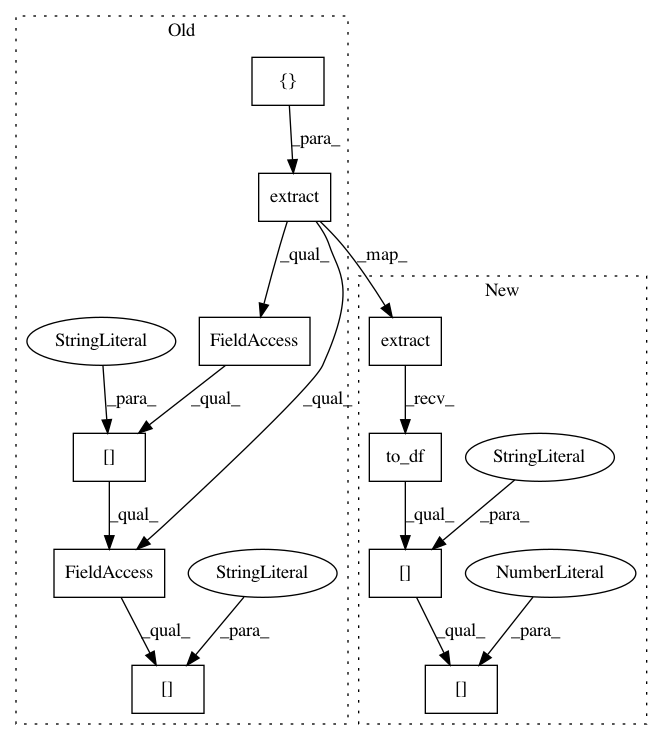 Old
{}
_para_
extract
_qual_
_map_
New
StringLiteral
FieldAccess
extract
_para_
_qual_
_qual_
_recv_
[]
to_df
StringLiteral
_qual_
_qual_
_para_
FieldAccess
StringLiteral
[]
NumberLiteral
_qual_
_para_
_qual_
_para_
[]
[]